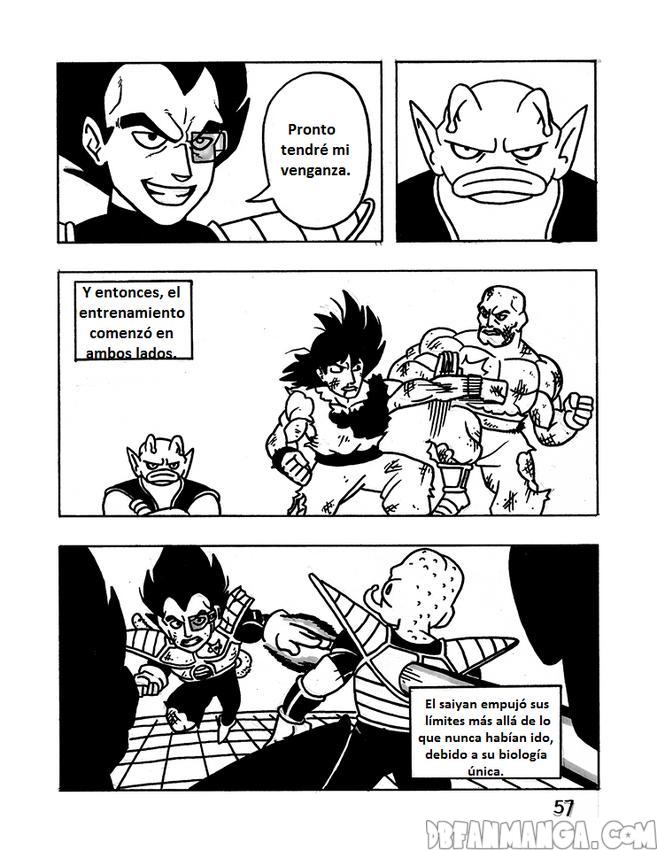 Pronto
tendré mi
venganza.
Y entonces, el
entrenamiento
comenzó en
ambos lados.
El saiyan empujó sus
límites más allá de lo
que nunca habían ido,
debido a su biología
única.
57
DBFANMANGA.COM